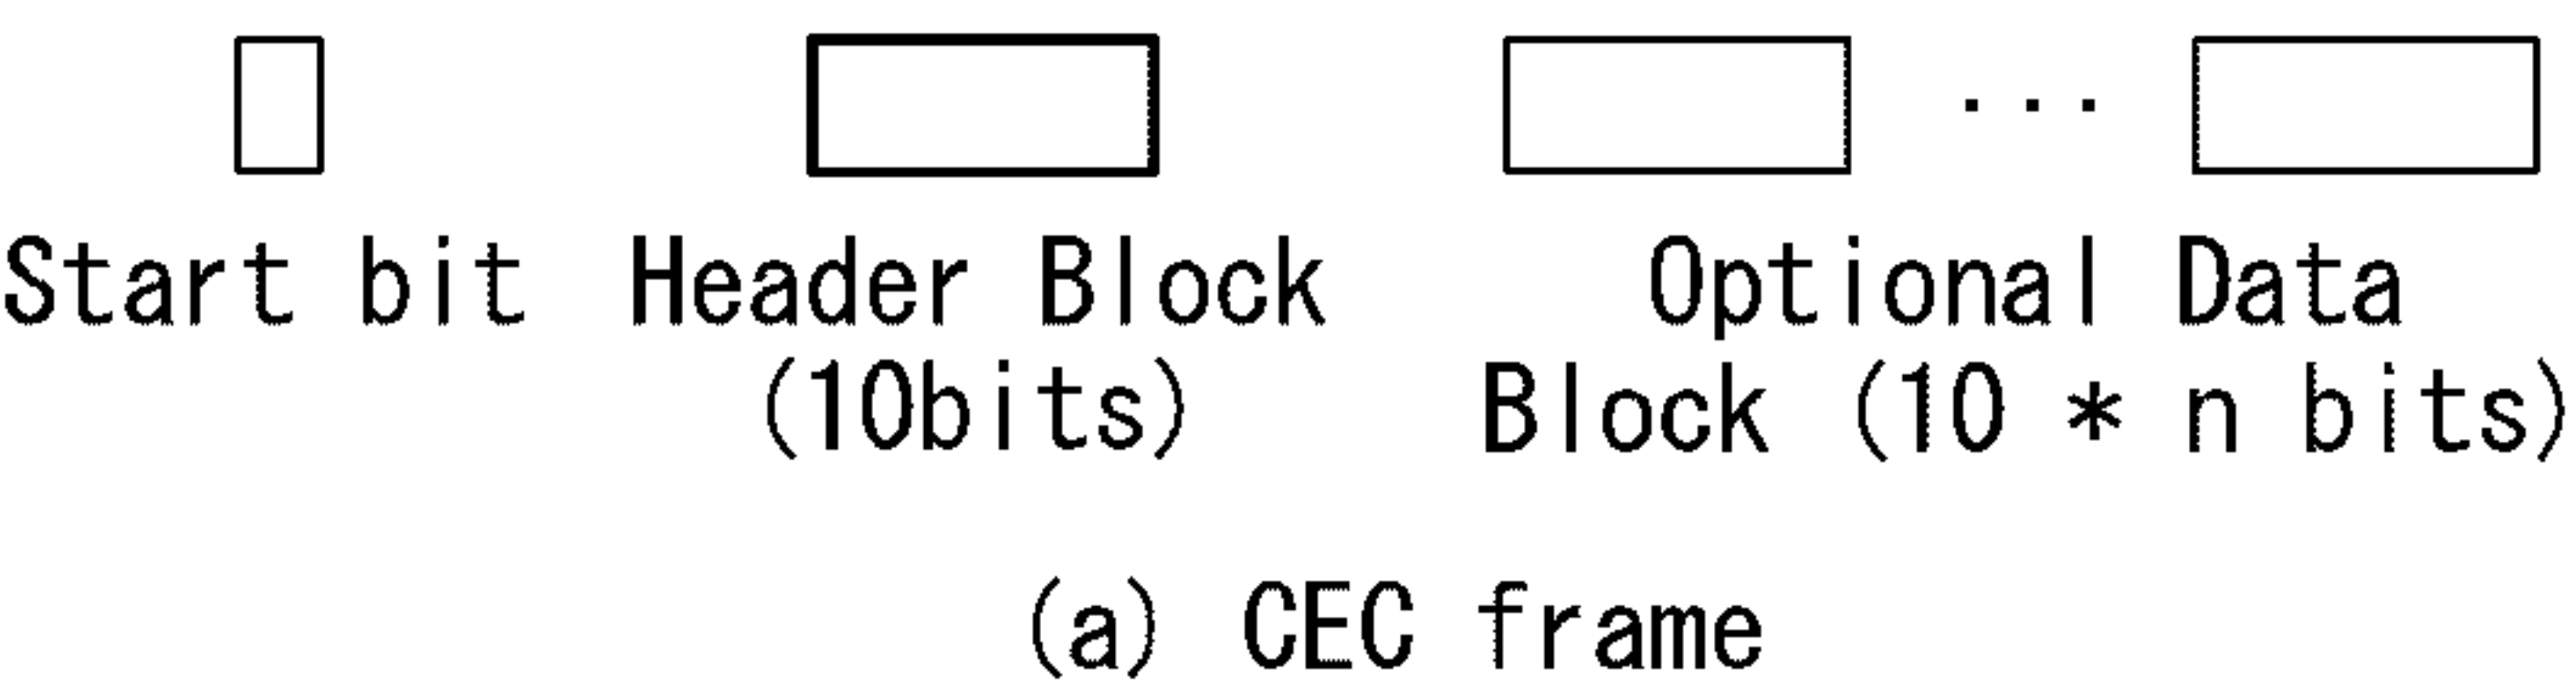 . . .
Start bit Header Block Optional Data
(10bits) Block (10 * n bits)
(a) CEC frame